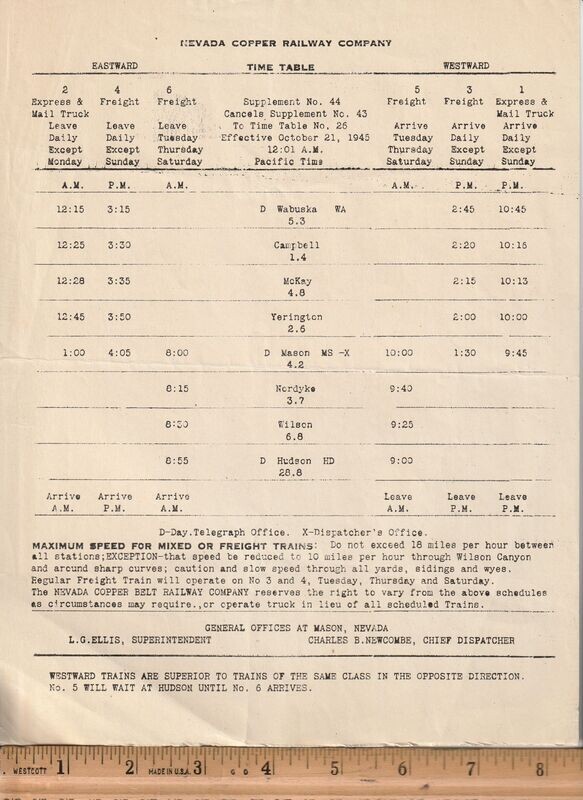 NEVADA COPPER RAILWAY COMPANY
EASTWARD TIME TABLE WESTWARD
2 4 6 5 3 1
Express & Freight Freight Supplement No. 44 Freight Freight Express &
Mail Truck Cancels Supplement No. 43 Mail Truck
Leave Leave Leave To Time Table No. 26 Arrive Arrive Arrive
Daily Daily Tuesday Effective October 21, 1945 Tuesday Daily Daily
Except Except Thursday 12:01 A.M. Thursday Except Except
Monday Sunday Saturday Pacific Time Saturday Sunday Sunday
A.M. P.M. A.M. A.M. P.M. P.M.
12:15 3:15 D Wabuska WA 2:45 10:45
5.3
12:25 3:30 Campbell 2:20 10:16
1.4
12:28 3:35 McKay 2:15 10:13
4.8
12:45 3:50 Yerington 2:00 10:00
2.6
1:00 4:05 8:00 D Mason MS -X 10:00 1:30 9:45
4.2
8:15 Nordyke 9:40
3.7
8:30 Wilson 9:25
6.8
8:55 D Hudson HD 9:00
28.8
Arrive Arrive Arrive Leave Leave Leave
A.M. P.M. A.M. A.M. P.M. P.M.
D-Day.Telegraph Office. X-Dispatcher's Office.
MAXIMUM SPEED FOR MIXED OR FREIGHT TRAINS: Do not exceed 18 miles per hour between
all stations;EXCEPTION-that speed be reduced to 10 miles per hour through Wilson Canyon
and around sharp curves; caution and slow speed through all yards, sidings and wyes.
Regular Freight Train will operate on No 3 and 4, Tuesday, Thursday and Saturday.
The NEVADA COPPER BELT RAILWAY COMPANY reserves the right to vary from the above schedules
as circumstances may require.,or operate truck in lieu of all scheduled Trains.
GENERAL OFFICES AT MASON, NEVADA
L.G.ELLIS, SUPERINTENDENT CHARLES B.NEWCOMBE, CHIEF DISPATCHER
WESTWARD TRAINS ARE SUPERIOR TO TRAINS OF THE SAME CLASS IN THE OPPOSITE DIRECTION.
No. 5 WILL WAIT AT HUDSON UNTIL No. 6 ARRIVES.
WESTCOTT 1 2 MADE IN U.S.A. 3 4 5 6 7 8